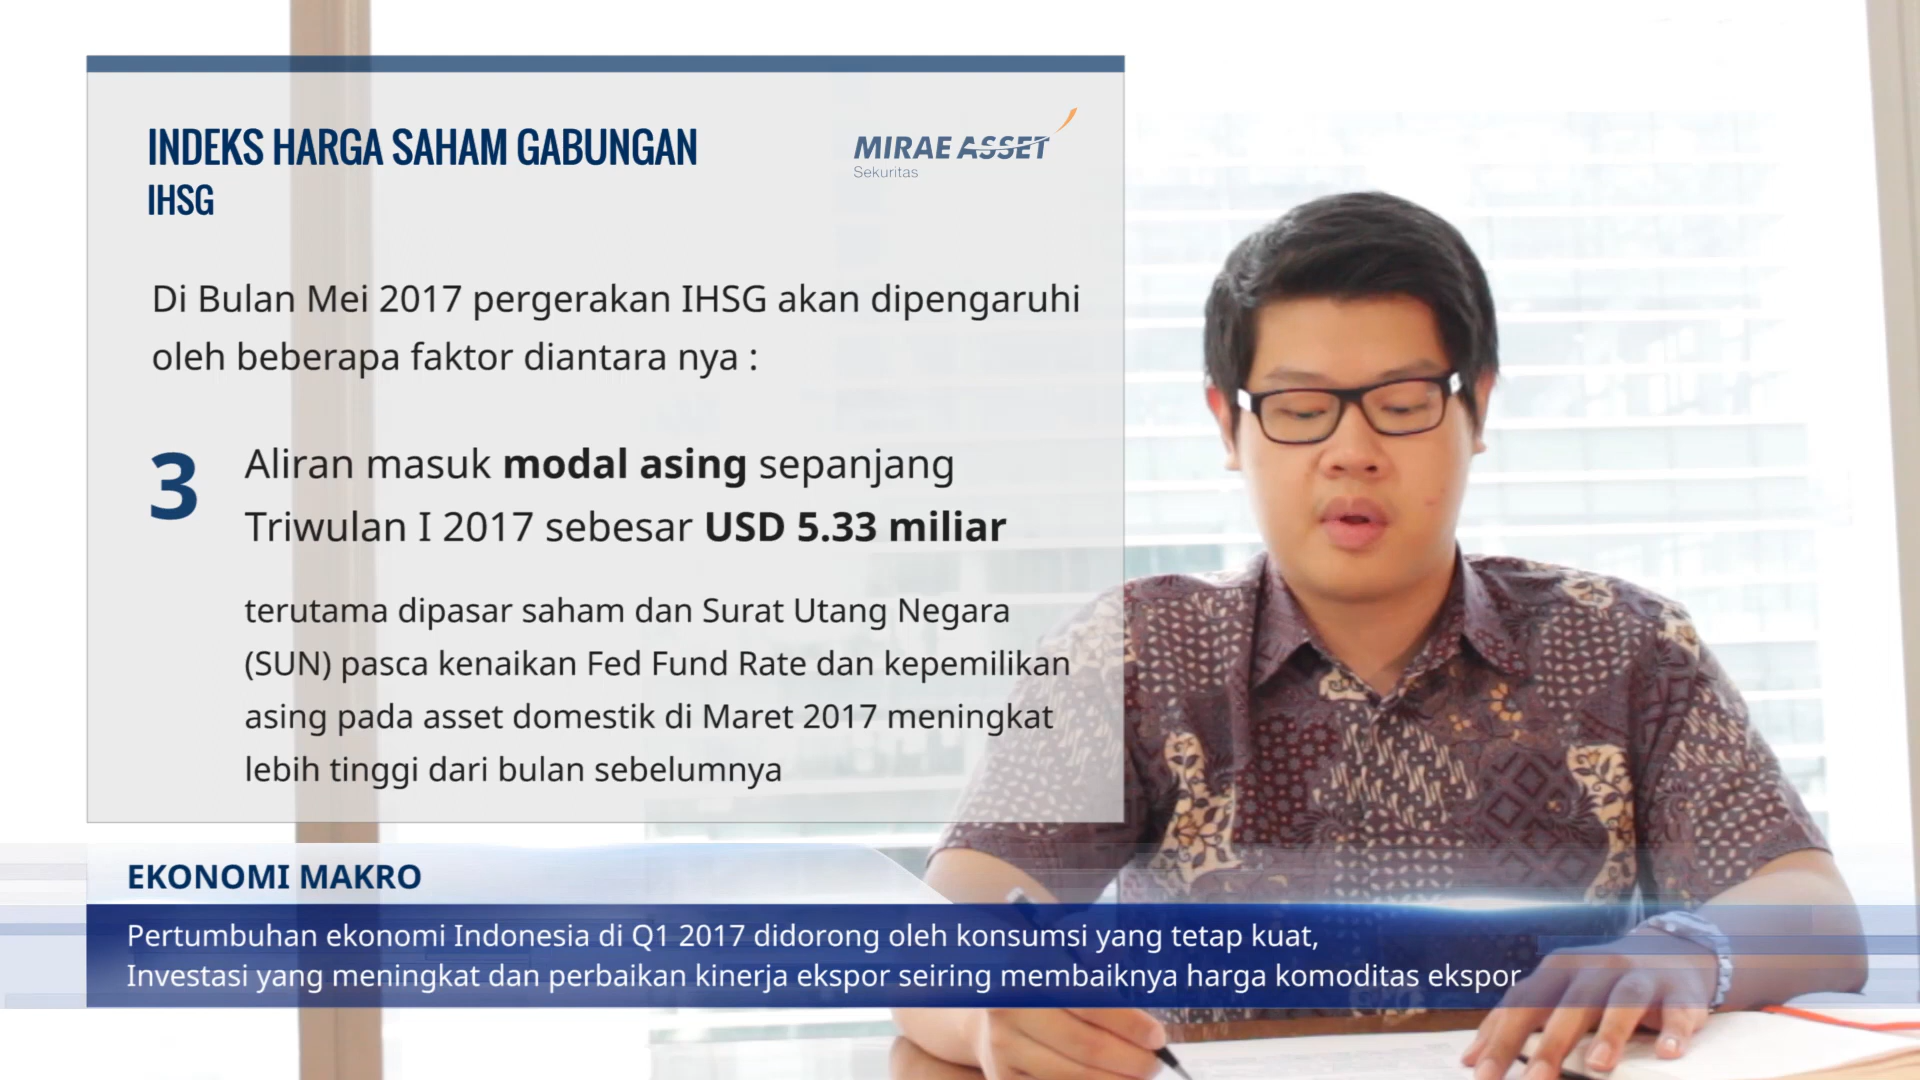 INDEKS HARGA SAHAM GABUNGAN
IHSG
MIRAE ASSET
Sekuritas
Di Bulan Mei 2017 pergerakan IHSG akan dipengaruhi
oleh beberapa faktor diantara nya :
3
Aliran masuk modal asing sepanjang
Triwulan I 2017 sebesar USD 5.33 miliar
terutama dipasar saham dan Surat Utang Negara
(SUN) pasca kenaikan Fed Fund Rate dan kepemilikan
asing pada asset domestik di Maret 2017 meningkat
lebih tinggi dari bulan sebelumnya
EKONOMI MAKRO
Pertumbuhan ekonomi Indonesia di Q1 2017 didorong oleh konsumsi yang tetap kuat,
Investasi yang meningkat dan perbaikan kinerja ekspor seiring membaiknya harga komoditas ekspor